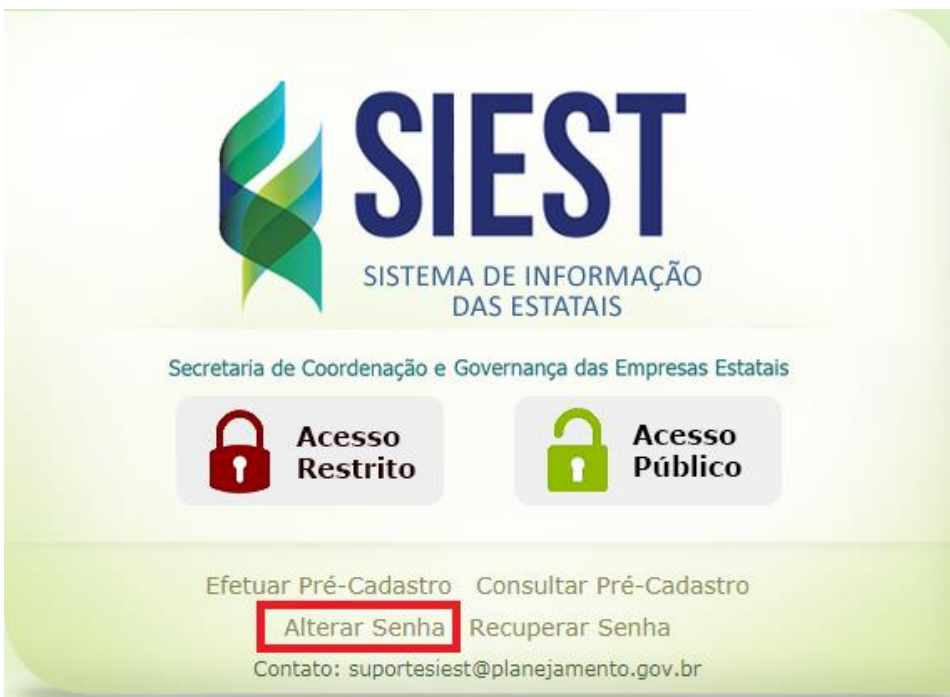 SIEST
SISTEMA DE INFORMAÇÃO
DAS ESTATAIS
Secretaria de Coordenação e Governança das Empresas Estatais
Acesso
Restrito
Acesso
Público
Efetuar Pré-Cadastro Consultar Pré-Cadastro
Alterar Senha Recuperar Senha
Contato: suportesiest@planejamento.gov.br